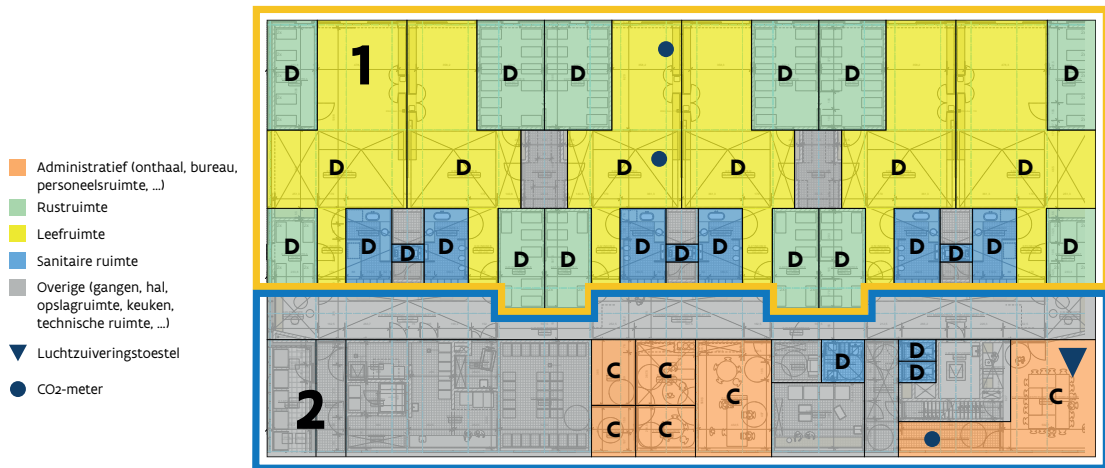 1
D D D D D D
D D D D D D
D D D D D D D D D D D D D D D
Administratief (onthaal, bureau,
personeelsruimte, ...)
Rustruimte
Leefruimte
Sanitaire ruimte
Overige (gangen, hal,
opslagruimte, keuken,
technische ruimte, ...)
Luchtzuiveringstoestel
CO2-meter
2
C C C D D C
D
C C